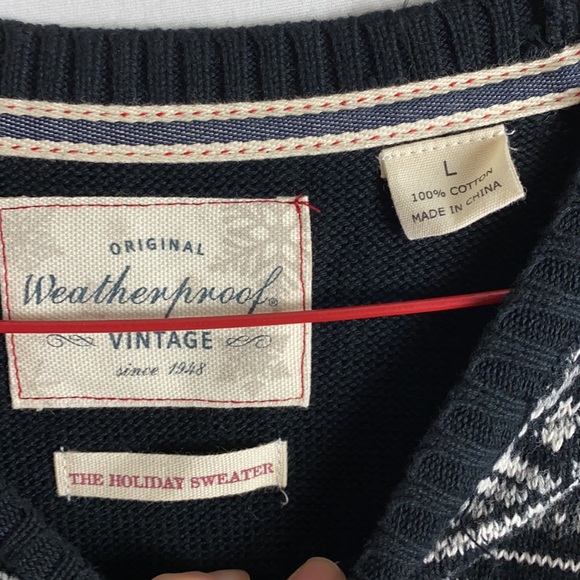 L
100% COTTON
MADE IN CHINA
ORIGINAL
Weatherproof®
VINTAGE
since 1948
THE HOLIDAY SWEATER